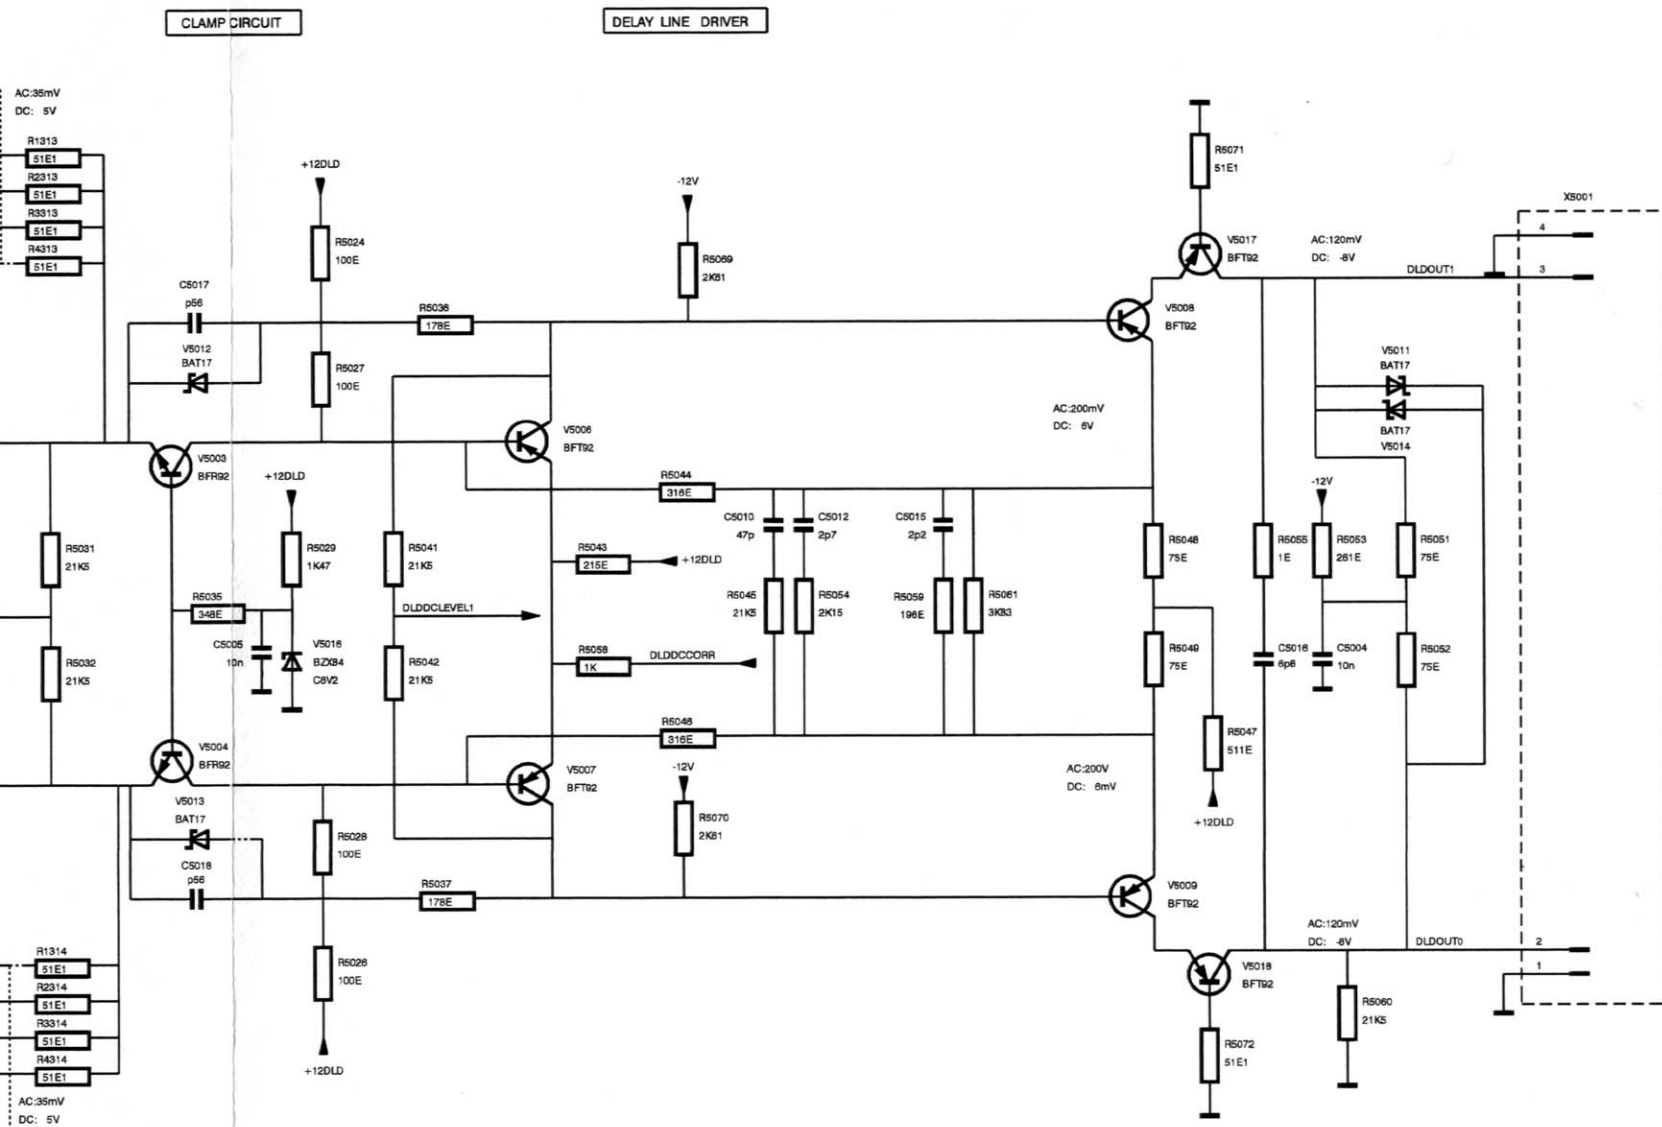 CLAMP CIRCUIT
DELAY LINE DRIVER
AC:35mV
DC: 5V
R1313
51E1
R2313
51E1
R3313
51E1
R4313
51E1
+12DLD
R5024
100E
C5017
p56
V5012
BAT17
R5027
100E
R5036
178E
-12V
R5069
2K61
R5071
51E1
V5017
BFT92
AC:120mV
DC: -8V
DLDOUT1
X5001
4
3
V5008
BFT92
V5011
BAT17
BAT17
V5014
AC:200mV
DC: 6V
V5003
BFR92
V5006
BFT92
+12DLD
R5044
316E
-12V
C5010
47p
C5012
2p7
C5015
2p2
R5031
21K5
R5029
1K47
R5041
21K5
R5043
215E
+12DLD
R5048
75E
R5055
1E
R5053
261E
R5051
75E
R5035
348E
DLDDCLEVEL1
R5045
21K5
R5054
2K15
R5059
196E
R5061
3K83
C5005
10n
V5016
BZX84
C6V2
R5032
21K5
R5042
21K5
R5058
1K
DLDDCCORR
R5049
75E
C5016
6p8
C5004
10n
R5052
75E
R5046
316E
R5047
511E
+12DLD
V5004
BFR92
V5007
BFT92
-12V
R5070
2K61
AC:200V
DC: 6mV
V5013
BAT17
C5018
p56
R5028
100E
R5037
178E
V5009
BFT92
AC:120mV
DC: -8V
DLDOUT0
2
1
R5026
100E
+12DLD
V5018
BFT92
R5060
21K5
R5072
51E1
R1314
51E1
R2314
51E1
R3314
51E1
R4314
51E1
AC:35mV
DC: 5V